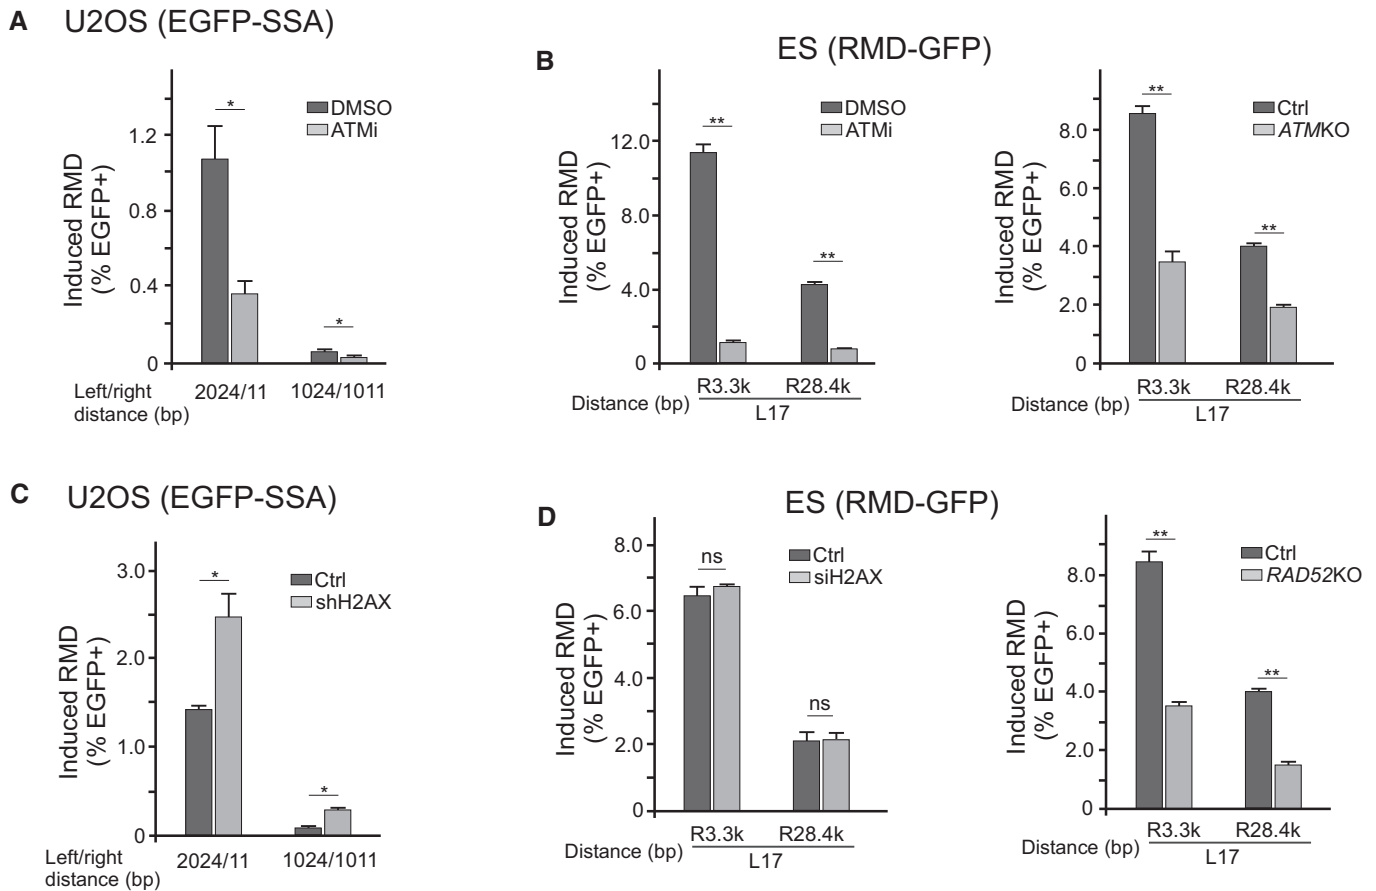 A U2OS (EGFP-SSA)
Induced RMD
(% EGFP+)
1.2
0.8
0.4
0
*
*
DMSO
ATMi
Left/right
distance (bp)
2024/11 1024/1011
B ES (RMD-GFP)
Induced RMD
(% EGFP+)
12.0
8.0
4.0
0
**
**
DMSO
ATMi
R3.3k R28.4k
Distance (bp)
L17
Induced RMD
(% EGFP+)
8.0
6.0
4.0
2.0
0
**
**
Ctrl
ATMKO
R3.3k R28.4k
Distance (bp)
L17
C U2OS (EGFP-SSA)
Induced RMD
(% EGFP+)
3.0
2.0
1.0
0
*
*
Ctrl
shH2AX
Left/right
distance (bp)
2024/11 1024/1011
D ES (RMD-GFP)
Induced RMD
(% EGFP+)
8.0
6.0
4.0
2.0
0
ns
ns
Ctrl
siH2AX
R3.3k R28.4k
Distance (bp)
L17
Induced RMD
(% EGFP+)
8.0
6.0
4.0
2.0
0
**
**
Ctrl
RAD52KO
R3.3k R28.4k
Distance (bp)
L17